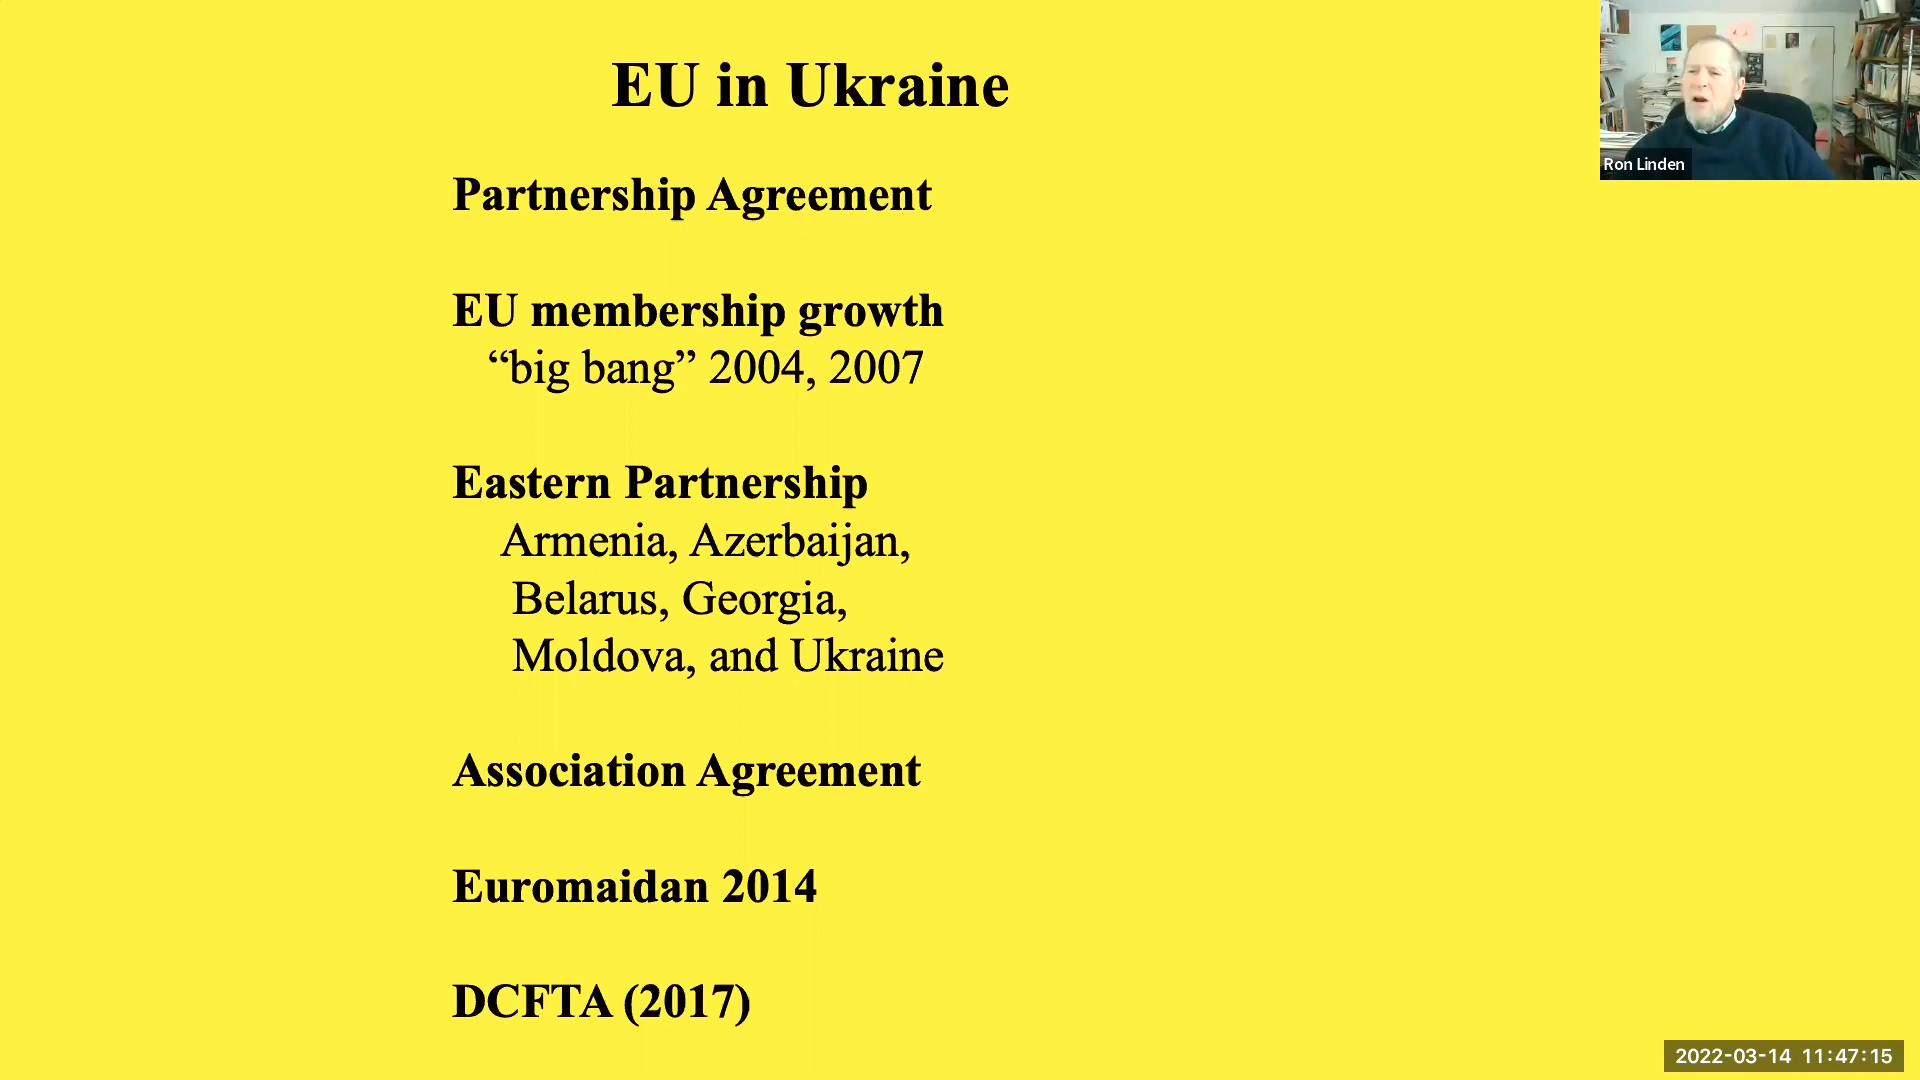 EU in Ukraine
Partnership Agreement
EU membership growth
“big bang” 2004, 2007
Eastern Partnership
Armenia, Azerbaijan,
Belarus, Georgia,
Moldova, and Ukraine
Association Agreement
Euromaidan 2014
DCFTA (2017)
Ron Linden
2022-03-14 11:47:15